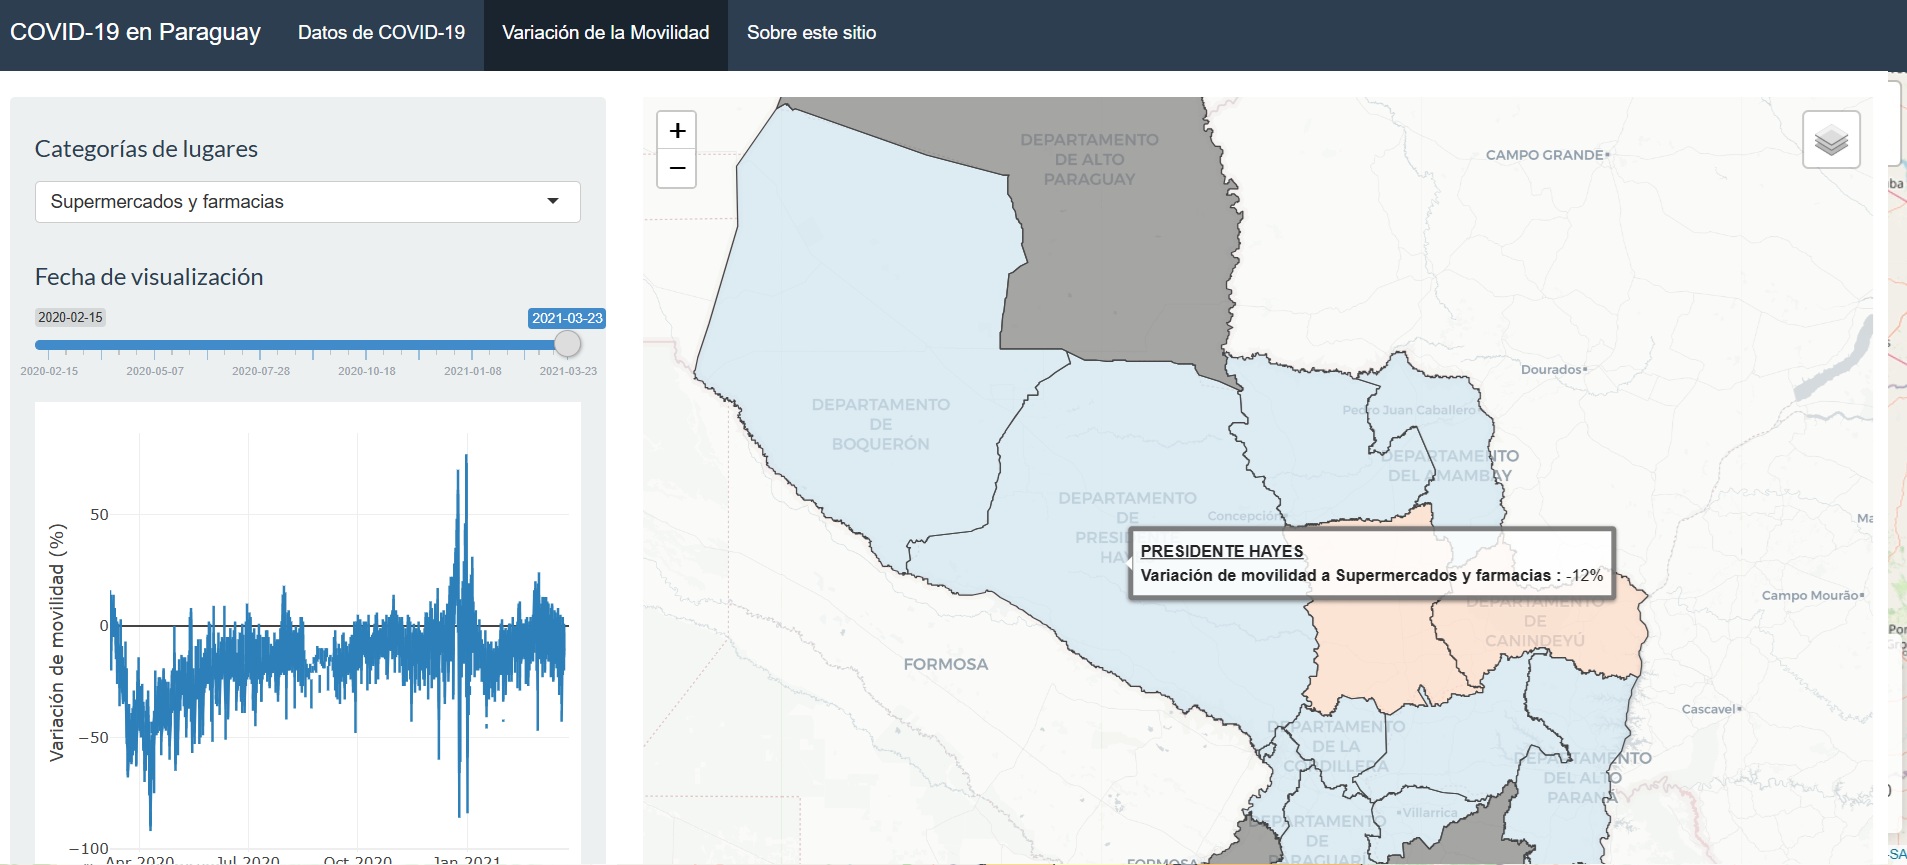 COVID-19 en Paraguay
Datos de COVID-19
Variación de la Movilidad
Sobre este sitio
Categorías de lugares
Supermercados y farmacias
Fecha de visualización
2020-02-15
2021-03-23
2020-02-15
2020-05-07
2020-07-28
2020-10-18
2021-01-08
2021-03-23
Variación de movilidad (%)
50
0
−50
−100
Apr 2020
Jul 2020
Oct 2020
Jan 2021
+
−
DEPARTAMENTO
DE ALTO
PARAGUAY
CAMPO GRANDE
Dourados
DEPARTAMENTO
DE
BOQUERÓN
Pedro Juan Caballero
DEPARTAMENTO
DEL AMAMBAY
DEPARTAMENTO
DE
Concepción
PRESIDENTE HAYES
Variación de movilidad a Supermercados y farmacias : -12%
DEPARTAMENTO
DE
CANINDEYÚ
Campo Mourão
FORMOSA
Cascavel
DEPARTAMENTO
DE LA
CORDILLERA
DEPARTAMENTO
DEL ALTO
PARANÁ
Villarrica
DEPARTAMENTO
DE
PARAGUARÍ
FORMOSA